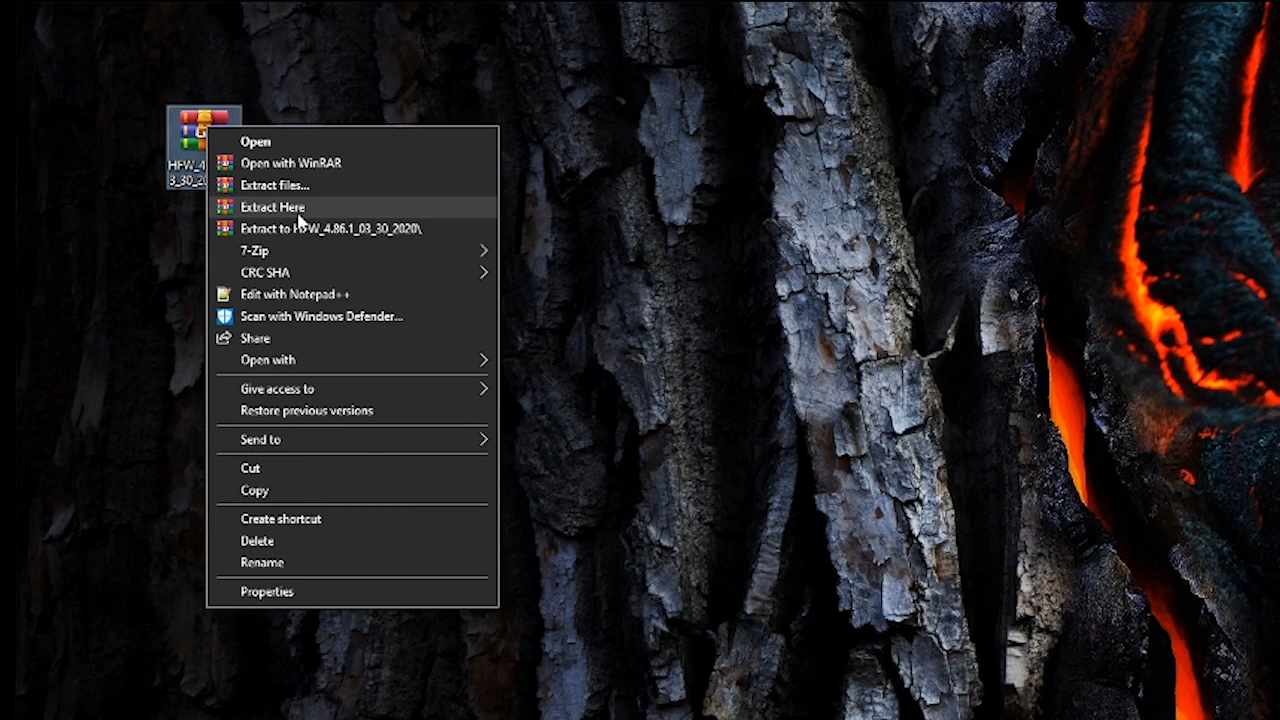 HFW_4
3_30_20
Open
Open with WinRAR
Extract files...
Extract Here
Extract to HFW_4.86.1_03_30_2020\
7-Zip
CRC SHA
Edit with Notepad++
Scan with Windows Defender...
Share
Open with
Give access to
Restore previous versions
Send to
Cut
Copy
Create shortcut
Delete
Rename
Properties